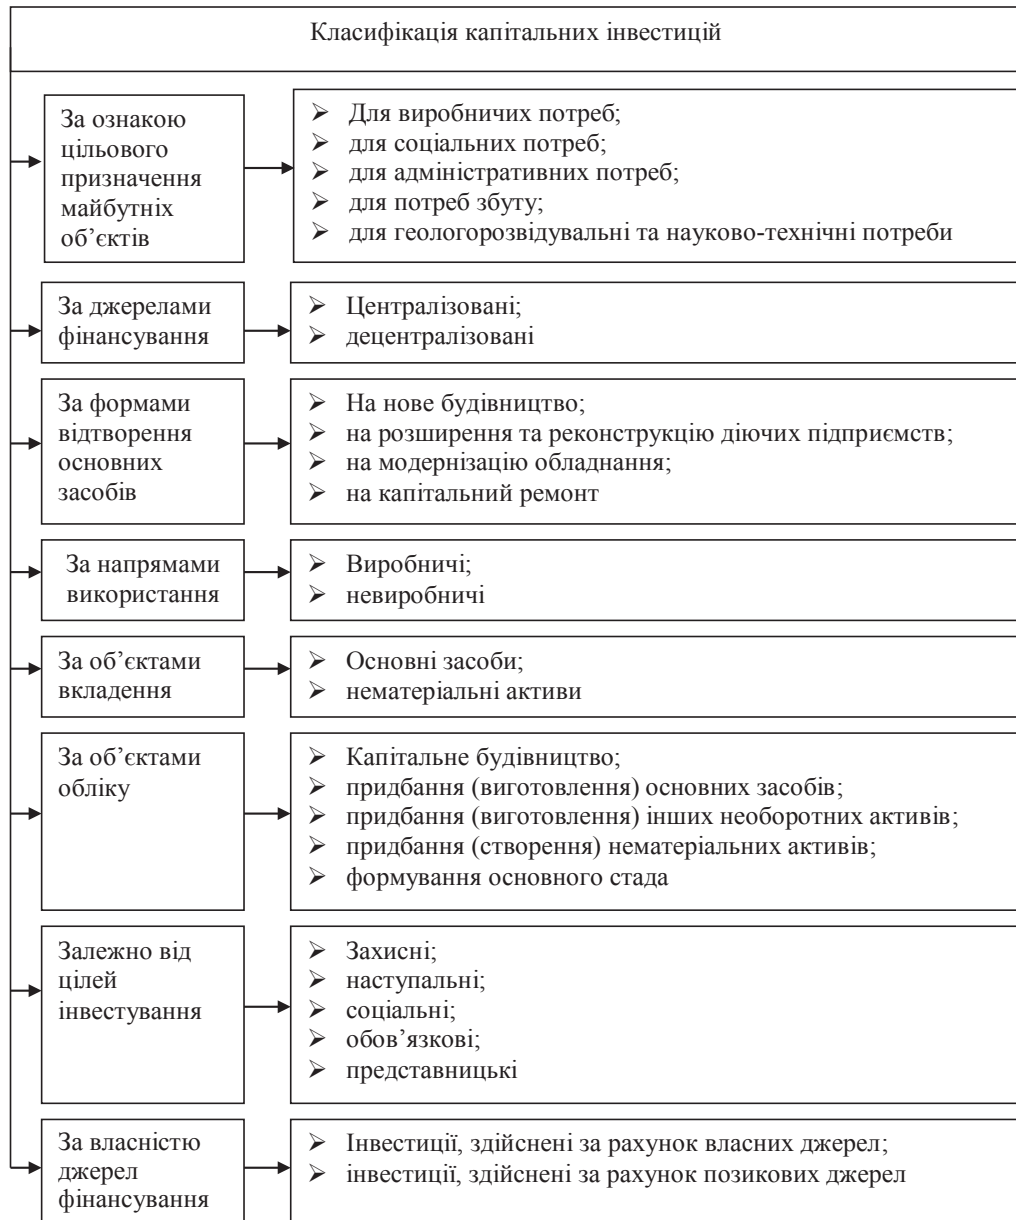 Класифікація капітальних інвестицій
За ознакою
цільового
призначення
майбутніх
об’єктів
➢ Для виробничих потреб;
➢ для соціальних потреб;
➢ для адміністративних потреб;
➢ для потреб збуту;
➢ для геологорозвідувальні та науково-технічні потреби
За джерелами
фінансування
➢ Централізовані;
➢ децентралізовані
За формами
відтворення
основних
засобів
➢ На нове будівництво;
➢ на розширення та реконструкцію діючих підприємств;
➢ на модернізацію обладнання;
➢ на капітальний ремонт
За напрямами
використання
➢ Виробничі;
➢ невиробничі
За об’єктами
вкладення
➢ Основні засоби;
➢ нематеріальні активи
За об’єктами
обліку
➢ Капітальне будівництво;
➢ придбання (виготовлення) основних засобів;
➢ придбання (виготовлення) інших необоротних активів;
➢ придбання (створення) нематеріальних активів;
➢ формування основного стада
Залежно від
цілей
інвестування
➢ Захисні;
➢ наступальні;
➢ соціальні;
➢ обов’язкові;
➢ представницькі
За власністю
джерел
фінансування
➢ Інвестиції, здійснені за рахунок власних джерел;
➢ інвестиції, здійснені за рахунок позикових джерел